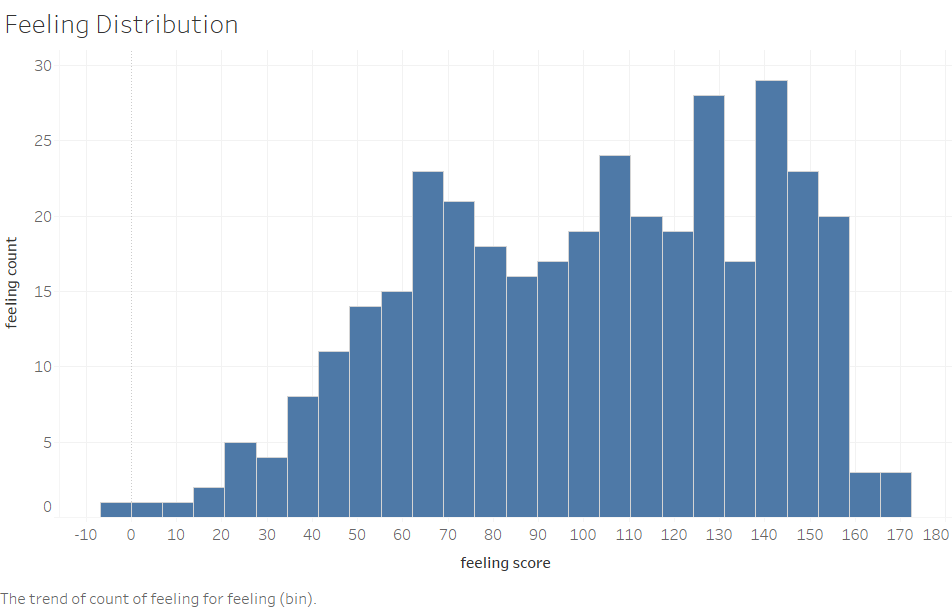 Feeling Distribution
30
25
20
15
10
5
0
feeling count
-10 0 10 20 30 40 50 60 70 80 90 100 110 120 130 140 150 160 170 180
feeling score
The trend of count of feeling for feeling (bin).